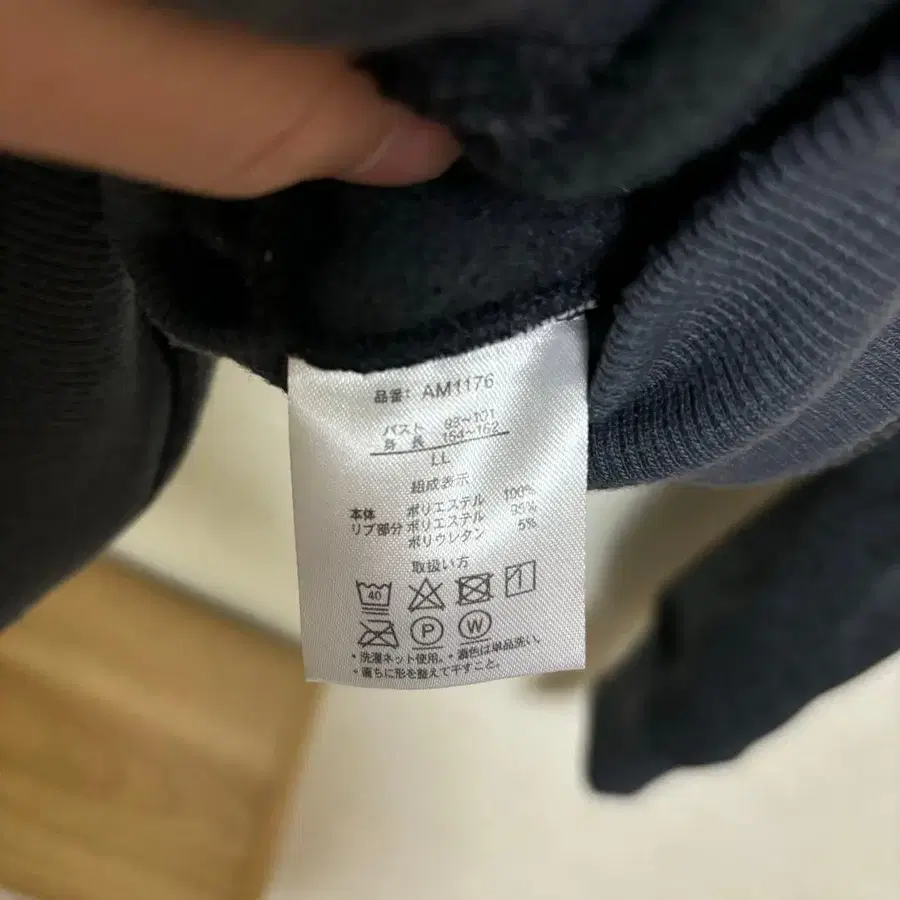 品番： AM1176
バスト 93~101
身長 154~162
LL
組成表示
本体 ポリエステル 100%
リブ部分 ポリエステル 95%
ポリウレタン 5%
取扱い方
40
1
P W
・洗濯ネット使用。・濃色は単品洗い。
・直ちに形を整えて干すこと。